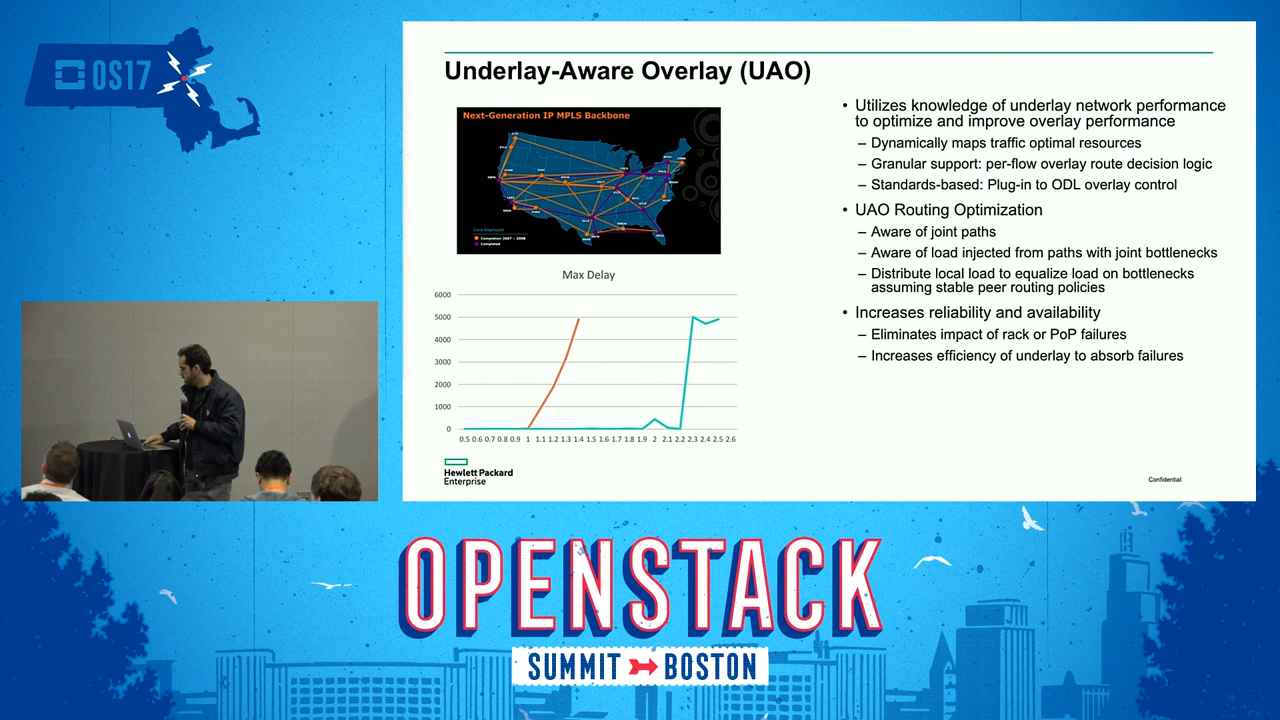 OS17
Underlay-Aware Overlay (UAO)
Next-Generation IP MPLS Backbone
Completion 2007 – 2008
Completed
Max Delay
6000
5000
4000
3000
2000
1000
0
0.5 0.6 0.7 0.8 0.9 1 1.1 1.2 1.3 1.4 1.5 1.6 1.7 1.8 1.9 2 2.1 2.2 2.3 2.4 2.5 2.6
• Utilizes knowledge of underlay network performance
to optimize and improve overlay performance
– Dynamically maps traffic optimal resources
– Granular support: per-flow overlay route decision logic
– Standards-based: Plug-in to ODL overlay control
• UAO Routing Optimization
– Aware of joint paths
– Aware of load injected from paths with joint bottlenecks
– Distribute local load to equalize load on bottlenecks
assuming stable peer routing policies
• Increases reliability and availability
– Eliminates impact of rack or PoP failures
– Increases efficiency of underlay to absorb failures
Hewlett Packard
Enterprise
Confidential
OPENSTACK
SUMMIT BOSTON